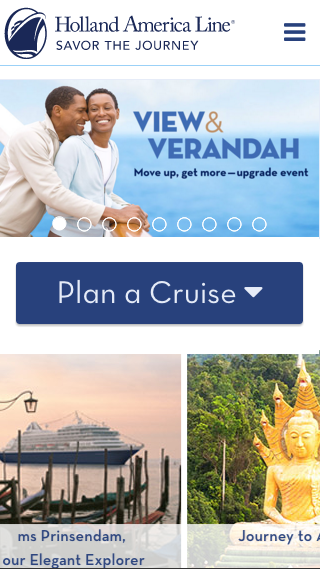 Holland America Line®
SAVOR THE JOURNEY
VIEW&
VERANDAH
Move up, get more—upgrade event
Plan a Cruise
ms Prinsendam,
our Elegant Explorer
Journey to